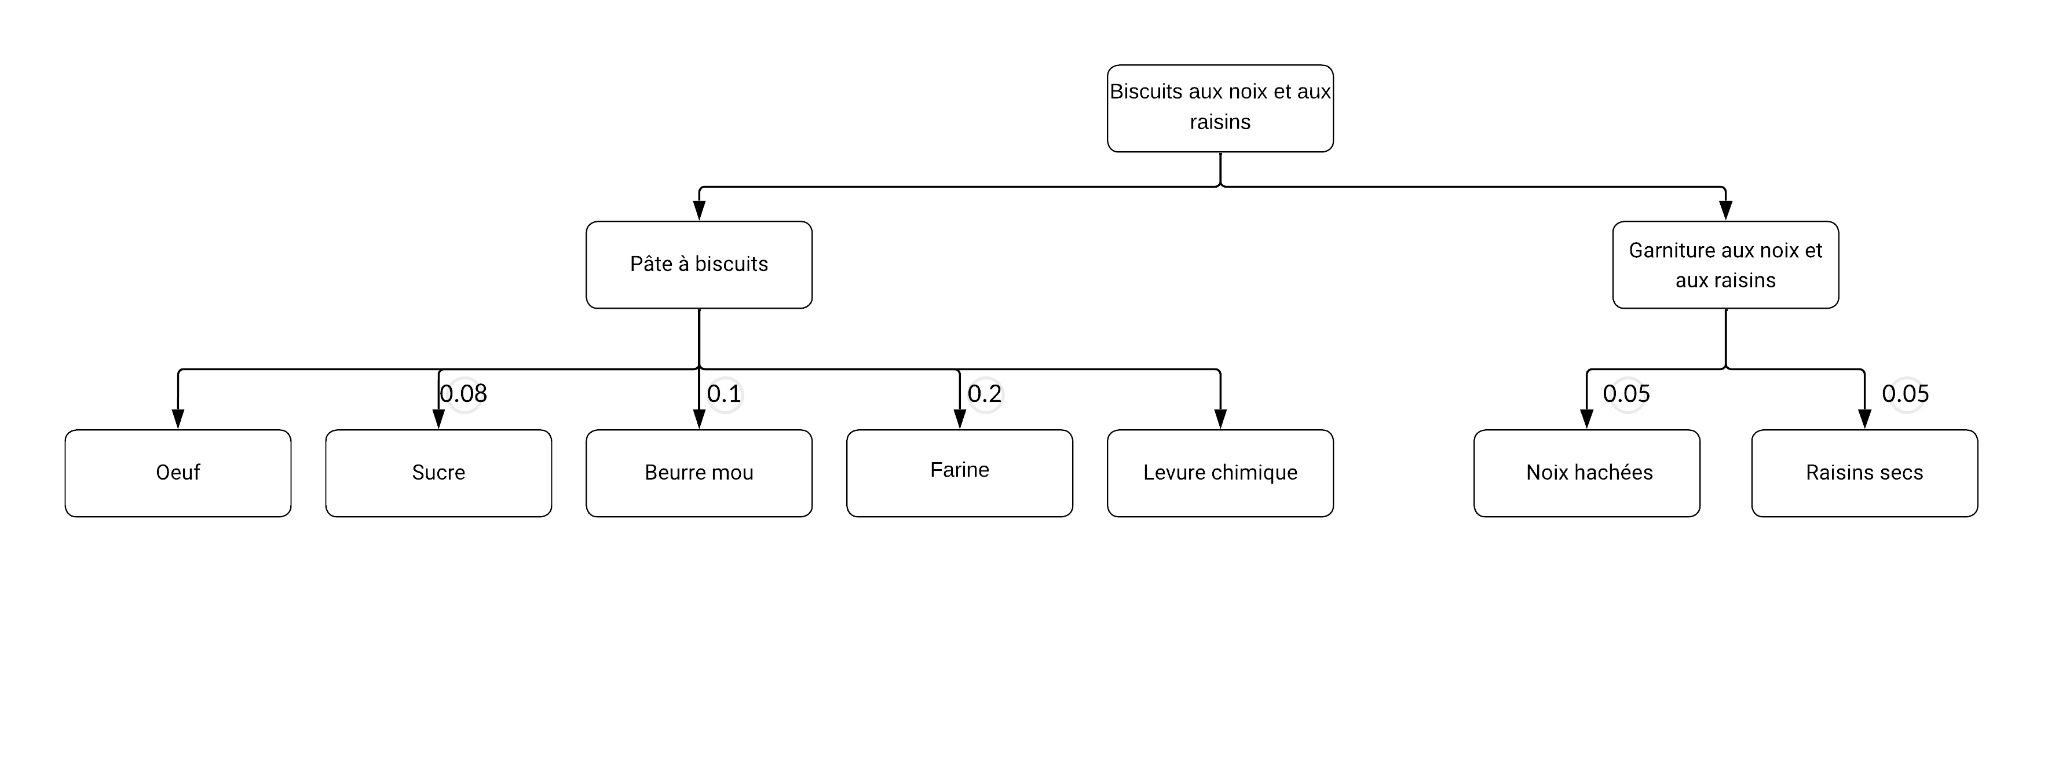 Biscuits aux noix et aux
raisins
Pâte à biscuits
Garniture aux noix et
aux raisins
0.08
0.1
0.2
0.05
0.05
Oeuf
Sucre
Beurre mou
Farine
Levure chimique
Noix hachées
Raisins secs